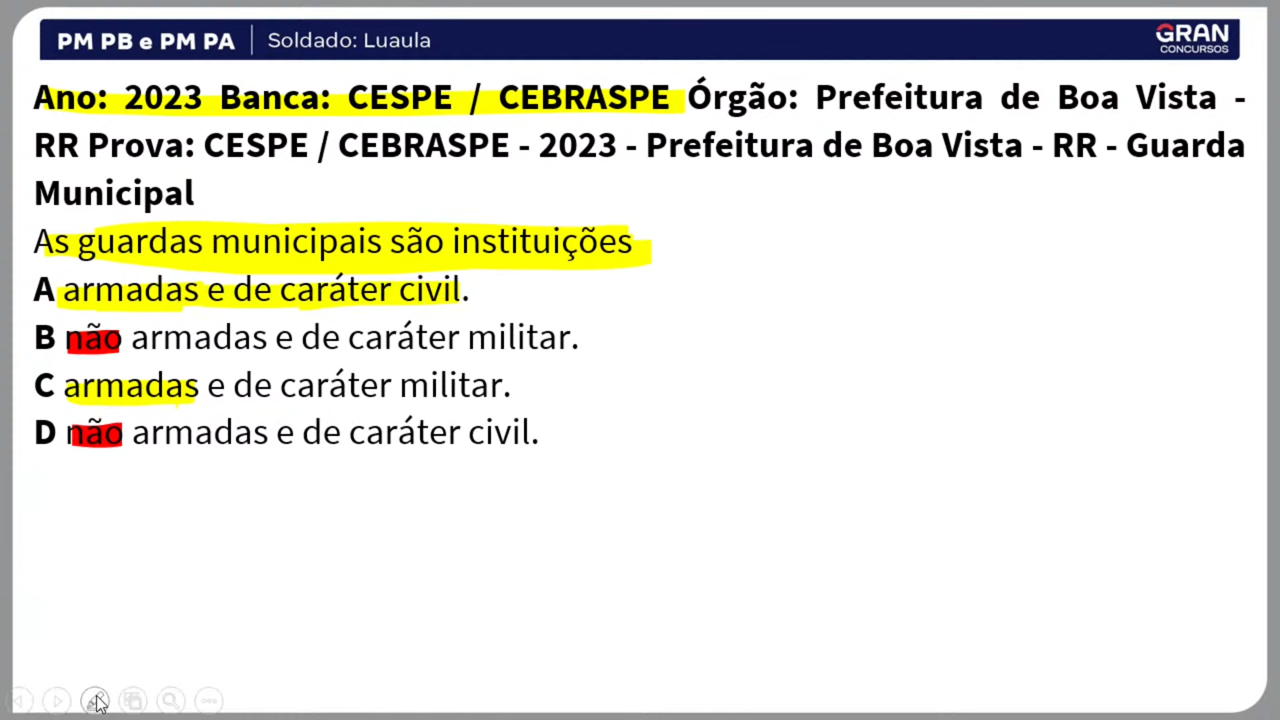 PM PB e PM PA Soldado: Luaula
GRAN
CONCURSOS
Ano: 2023 Banca: CESPE / CEBRASPE Órgão: Prefeitura de Boa Vista -
RR Prova: CESPE / CEBRASPE - 2023 - Prefeitura de Boa Vista - RR - Guarda
Municipal
As guardas municipais são instituições
A armadas e de caráter civil.
B não armadas e de caráter militar.
C armadas e de caráter militar.
D não armadas e de caráter civil.